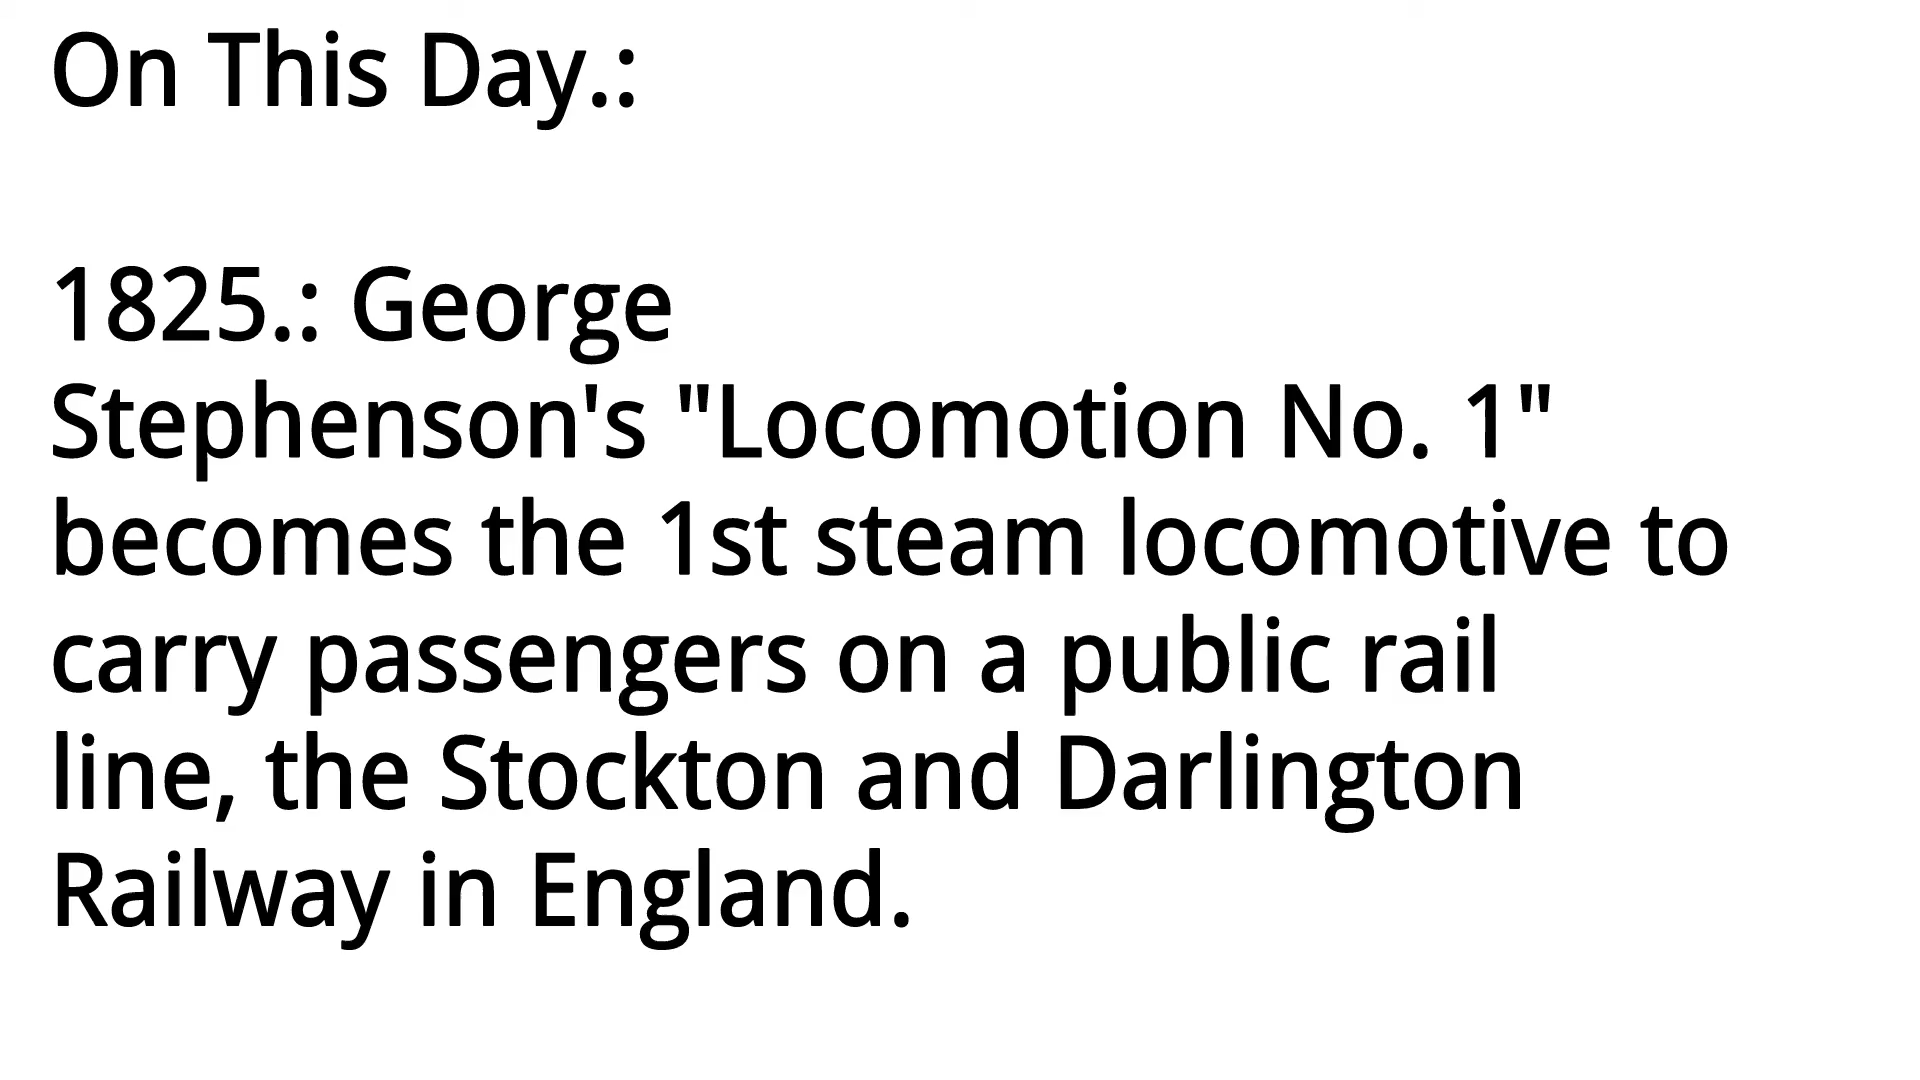 On This Day.:
1825.: George
Stephenson's "Locomotion No. 1"
becomes the 1st steam locomotive to
carry passengers on a public rail
line, the Stockton and Darlington
Railway in England.